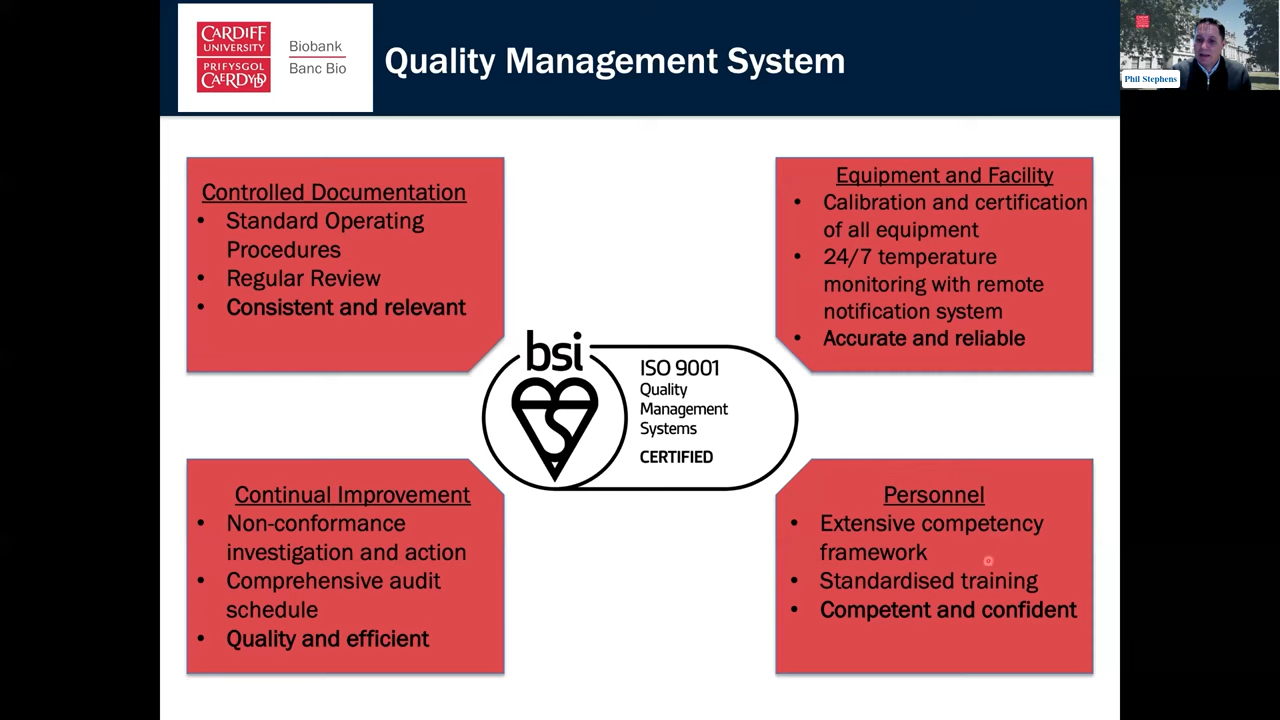 CARDIFF
UNIVERSITY
PRIFYSGOL
CAERDYDD
Biobank
Banc Bio
Quality Management System
Phil Stephens
Controlled Documentation
• Standard Operating
Procedures
• Regular Review
• Consistent and relevant
Equipment and Facility
• Calibration and certification
of all equipment
• 24/7 temperature
monitoring with remote
notification system
• Accurate and reliable
bsi
ISO 9001
Quality
Management
Systems
CERTIFIED
Continual Improvement
• Non-conformance
investigation and action
• Comprehensive audit
schedule
• Quality and efficient
Personnel
• Extensive competency
framework
• Standardised training
• Competent and confident